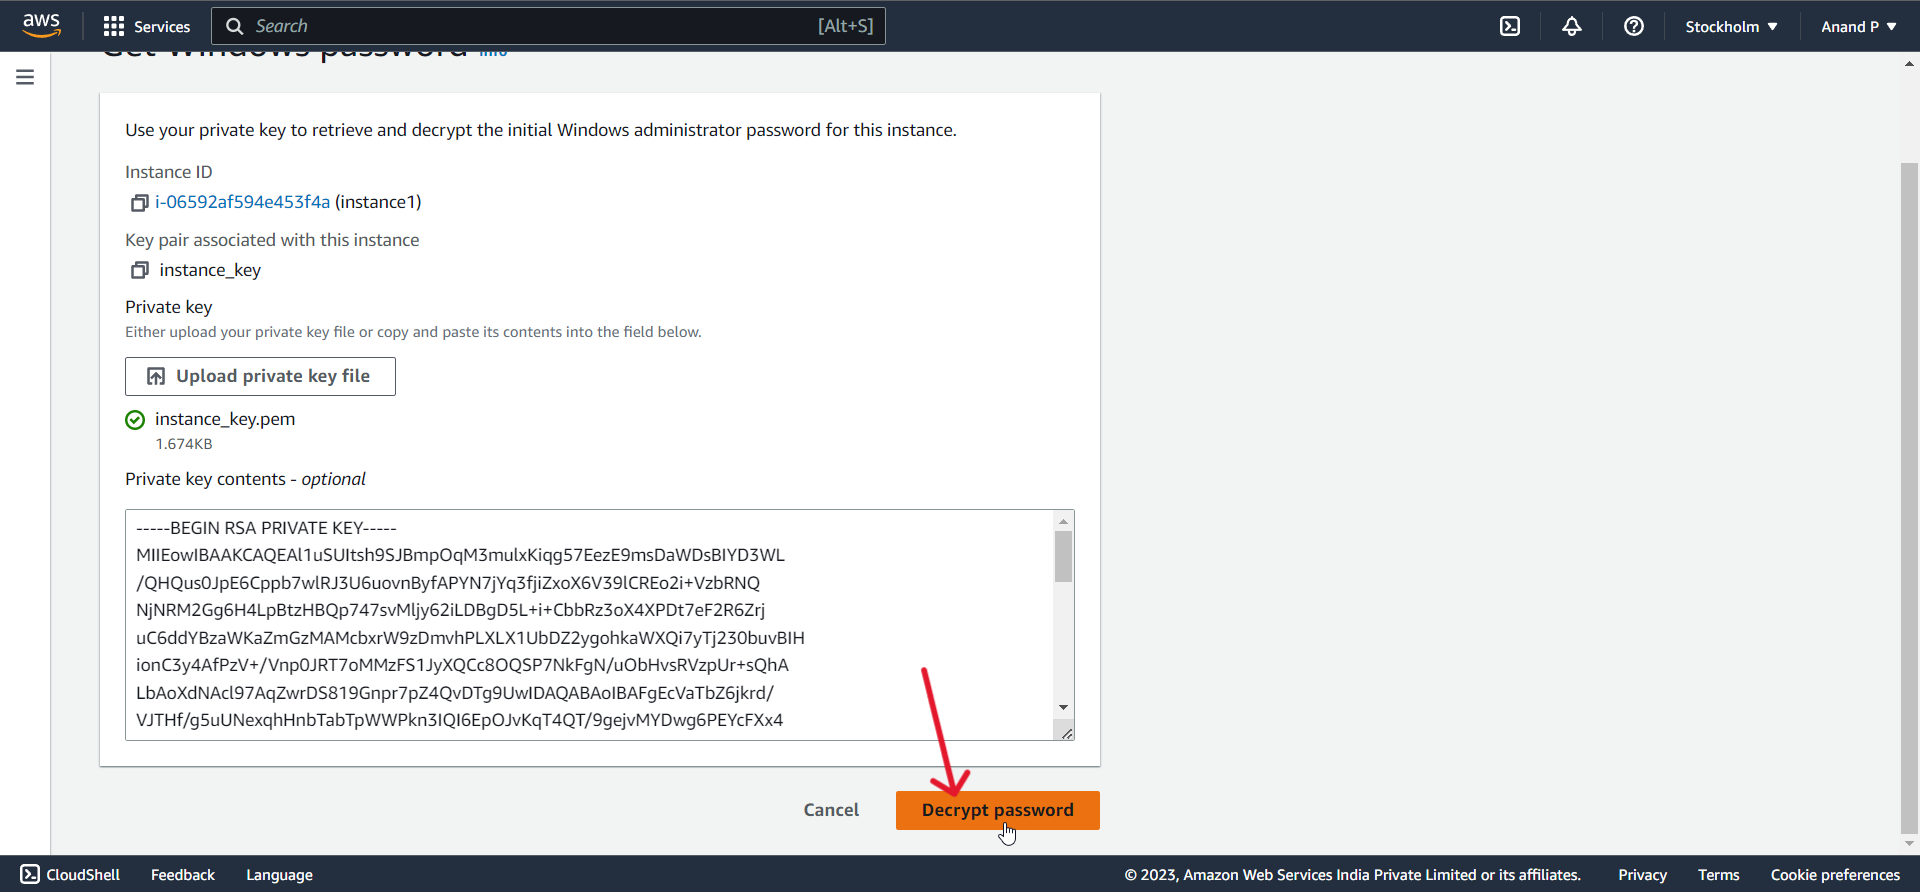 aws
Services
Search
[Alt+S]
Stockholm
Anand P
Get Windows password Info
Use your private key to retrieve and decrypt the initial Windows administrator password for this instance.
Instance ID
i-06592af594e453f4a (instance1)
Key pair associated with this instance
instance_key
Private key
Either upload your private key file or copy and paste its contents into the field below.
Upload private key file
instance_key.pem
1.674KB
Private key contents - optional
-----BEGIN RSA PRIVATE KEY-----
MIIEowIBAAKCAQEAl1uSUItsh9SJBmpOqM3mulxKiqg57EezE9msDaWDsBIYD3WL
/QHQus0JpE6Cppb7wlRJ3U6uovnByfAPYN7jYq3fjiZxoX6V39lCREo2i+VzbRNQ
NjNRM2Gg6H4LpBtzHBQp747svMljy62iLDBgD5L+i+CbbRz3oX4XPDt7eF2R6Zrj
uC6ddYBzaWKaZmGzMAMcbxrW9zDmvhPLXLX1UbDZ2ygohkaWXQi7yTj230buvBIH
ionC3y4AfPzV+/Vnp0JRT7oMMzFS1JyXQCc8OQSP7NkFgN/uObHvsRVzpUr+sQhA
LbAoXdNAcl97AqZwrDS819Gnpr7pZ4QvDTg9UwIDAQABAoIBAFgEcVaTbZ6jkrd/
VJTHf/g5uUNexqhHnbTabTpWWPkn3IQI6EpOJvKqT4QT/9gejvMYDwg6PEYcFXx4
Cancel
Decrypt password
CloudShell
Feedback
Language
© 2023, Amazon Web Services India Private Limited or its affiliates.
Privacy
Terms
Cookie preferences